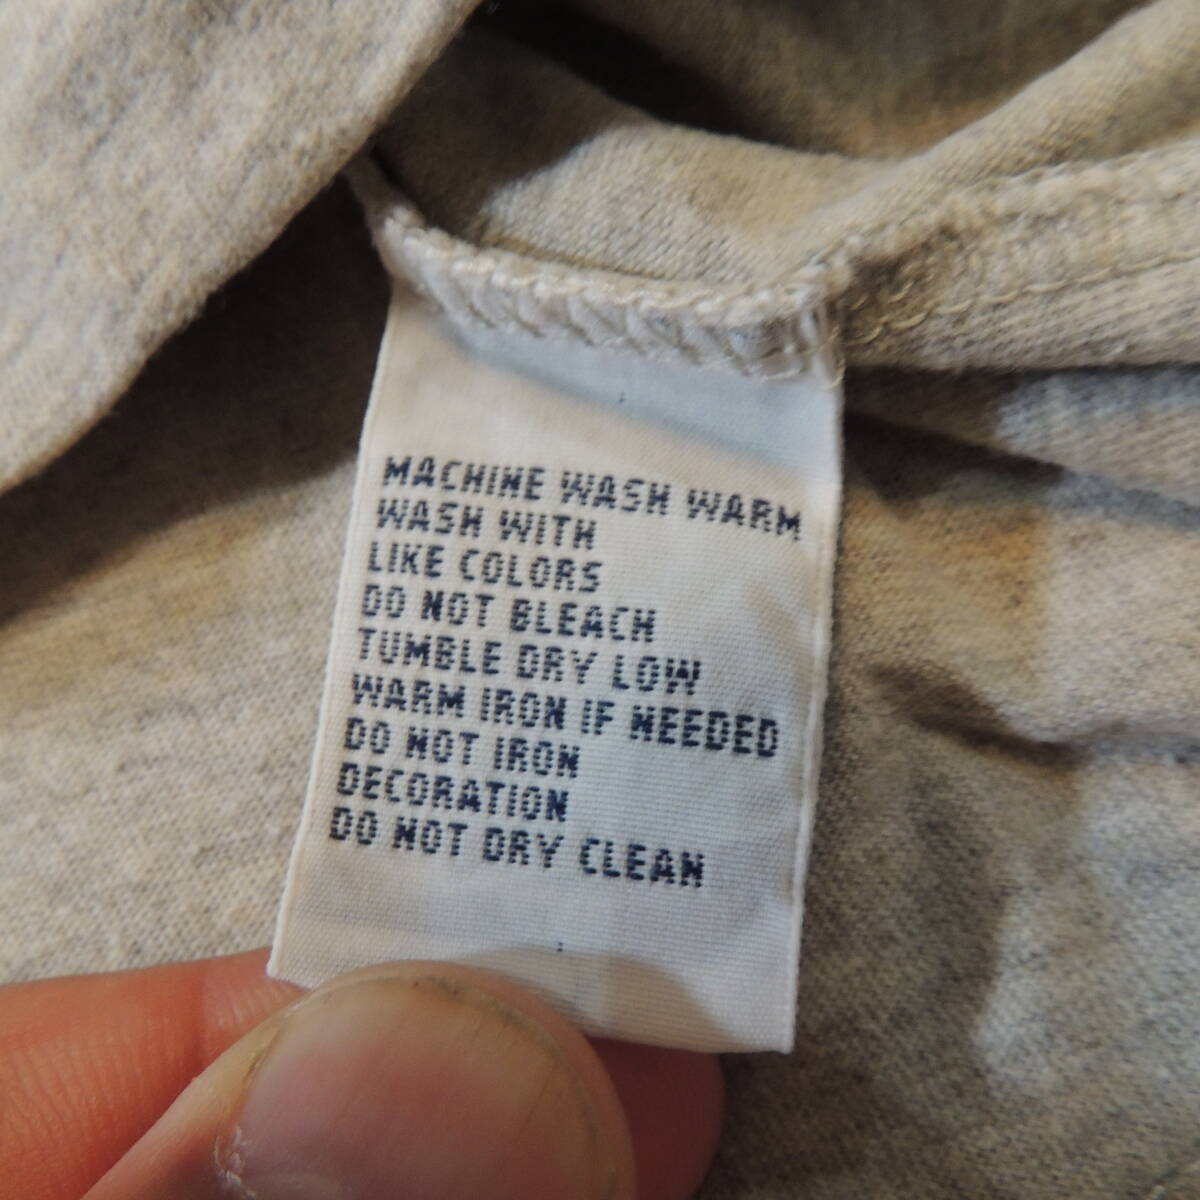 MACHINE WASH WARM
WASH WITH
LIKE COLORS
DO NOT BLEACH
TUMBLE DRY LOW
WARM IRON IF NEEDED
DO NOT IRON
DECORATION
DO NOT DRY CLEAN